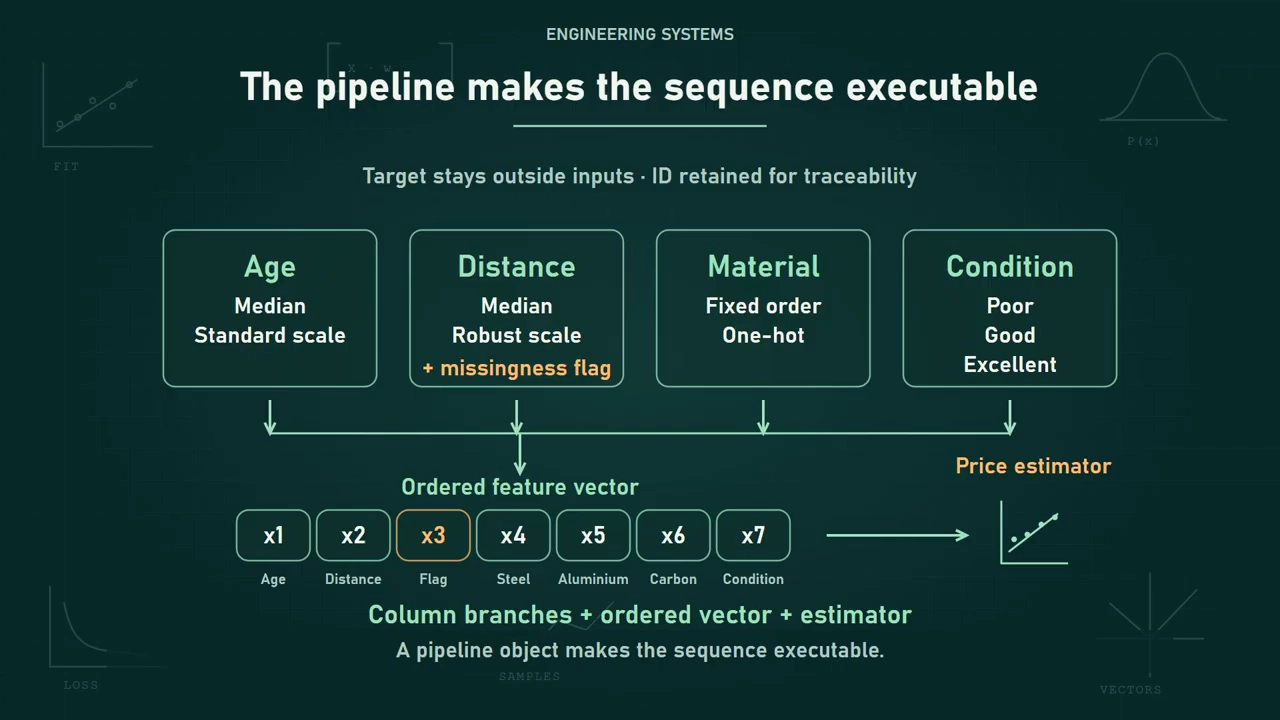 ENGINEERING SYSTEMS
x · w
The pipeline makes the sequence executable
FIT
P(X)
Target stays outside inputs · ID retained for traceability
Age
Median
Standard scale
Distance
Median
Robust scale
+ missingness flag
Material
Fixed order
One-hot
Condition
Poor
Good
Excellent
Price estimator
Ordered feature vector
x1 x2 x3 x4 x5 x6 x7
Age Distance Flag Steel Aluminium Carbon Condition
Column branches + ordered vector + estimator
A pipeline object makes the sequence executable.
SAMPLES
LOSS
VECTORS